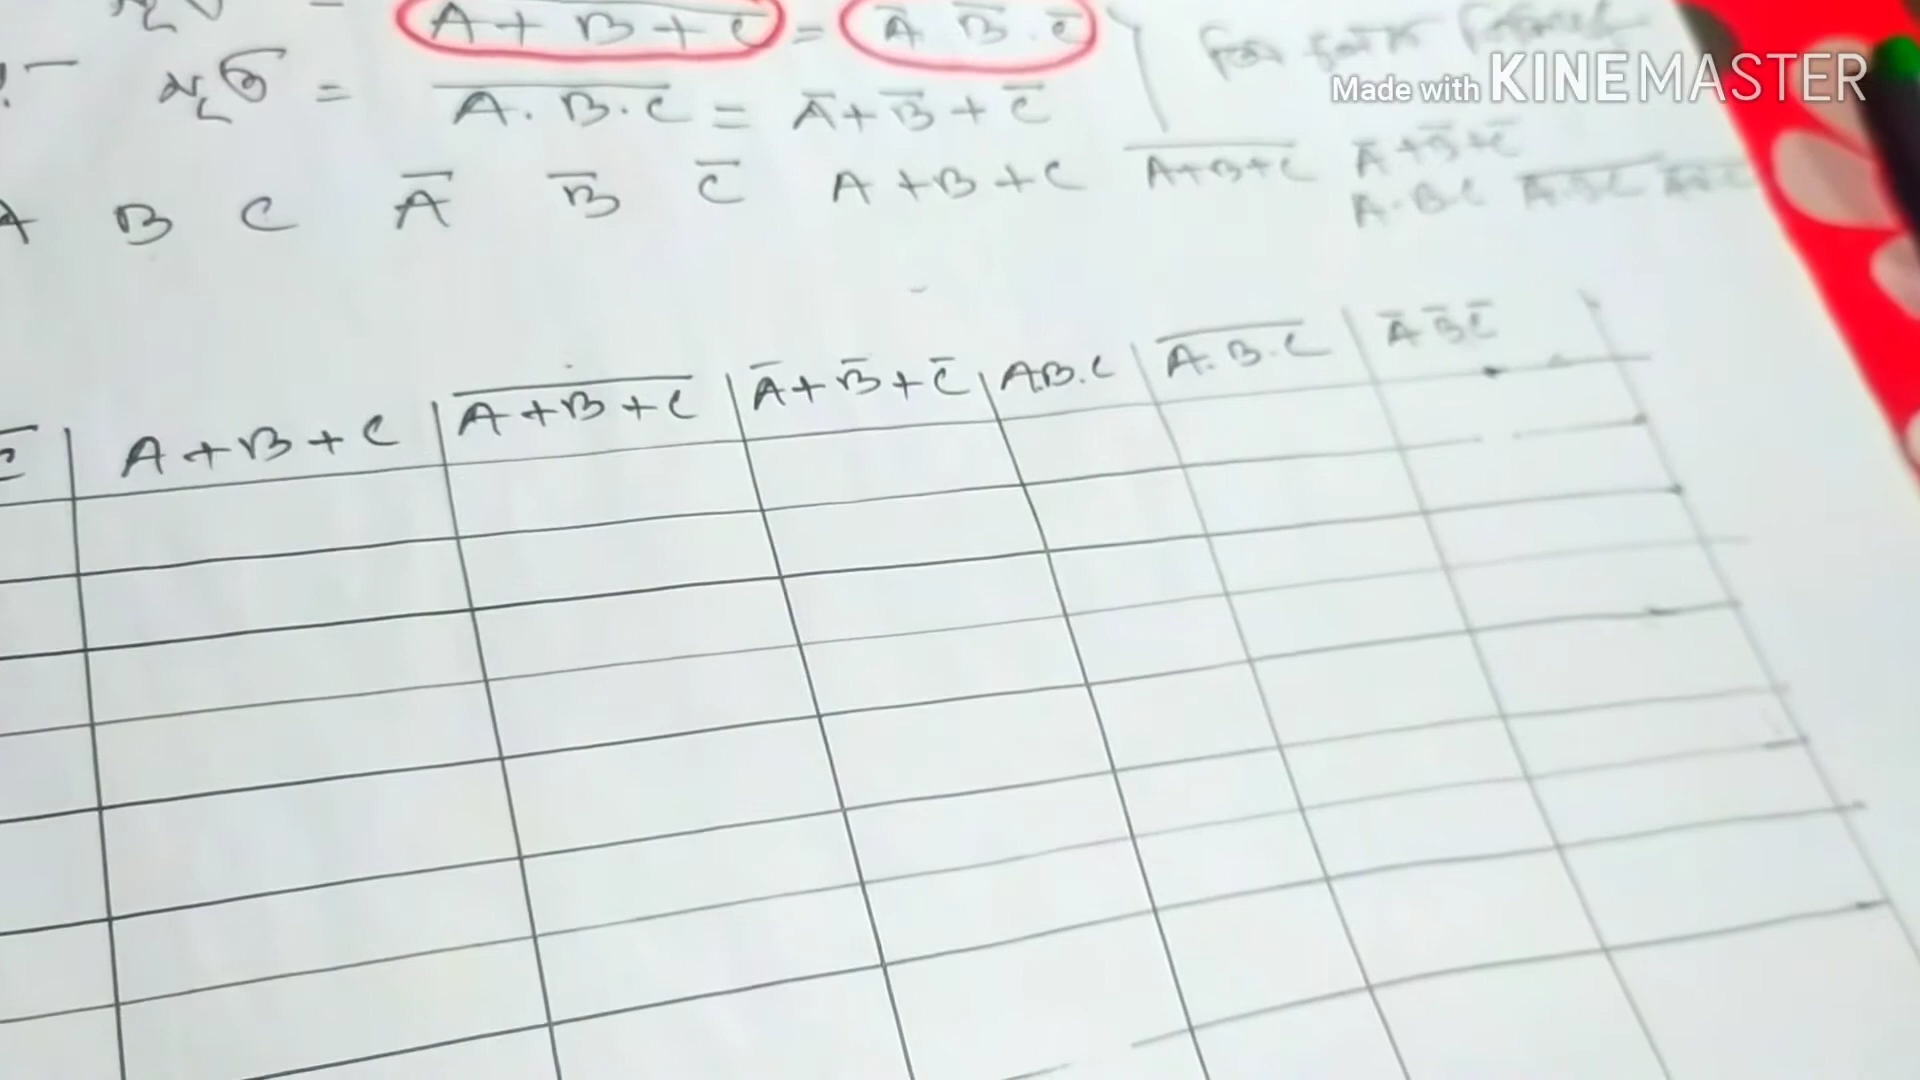 A + B + C = Ā B̄ . C̄
সূত্র = A . B . C = Ā + B̄ + C̄
Made with KINEMASTER
A B C Ā B̄ C̄ A + B + C A+B+C Ā + B̄ + C̄
A . B . C A.B.C
C̄ A + B + C A + B + C Ā + B̄ + C̄ A.B.C A . B . C Ā B̄ C̄